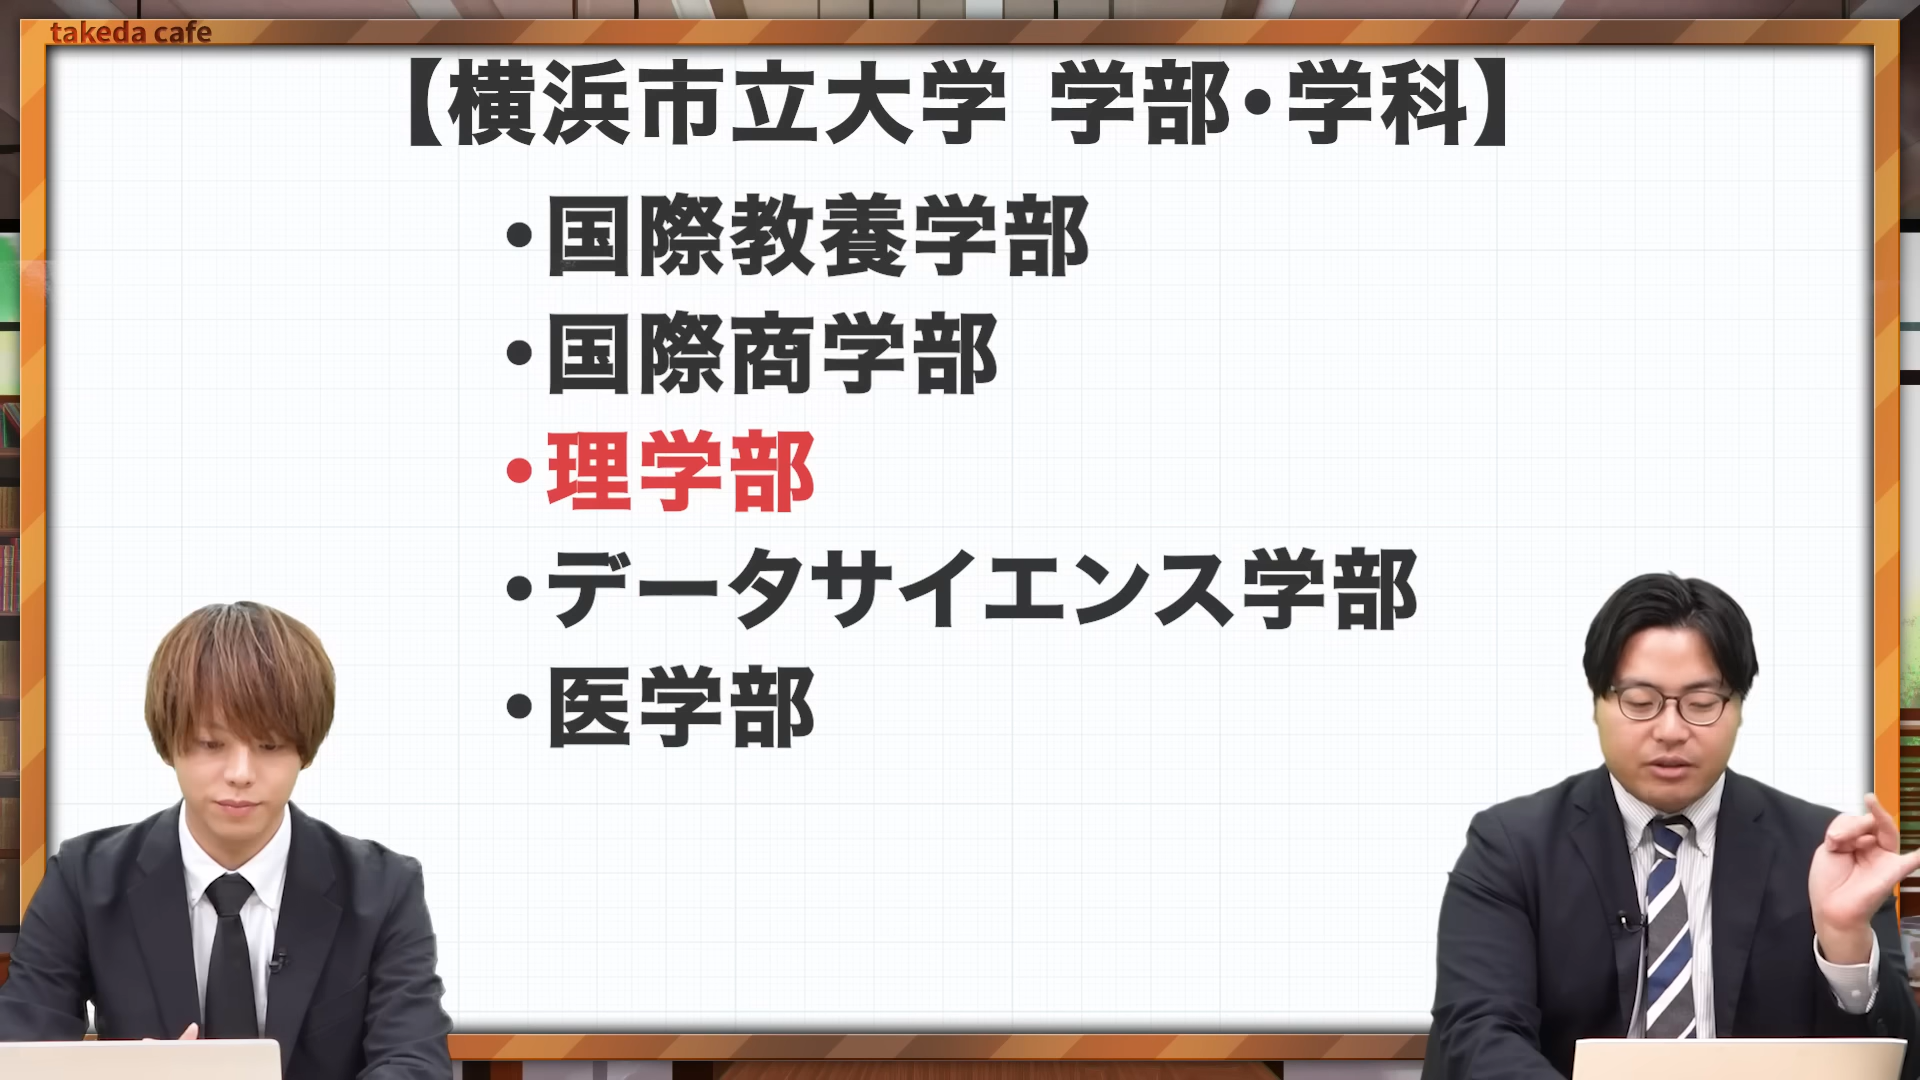 takeda cafe
【横浜市立大学 学部・学科】
・国際教養学部
・国際商学部
・理学部
・データサイエンス学部
・医学部